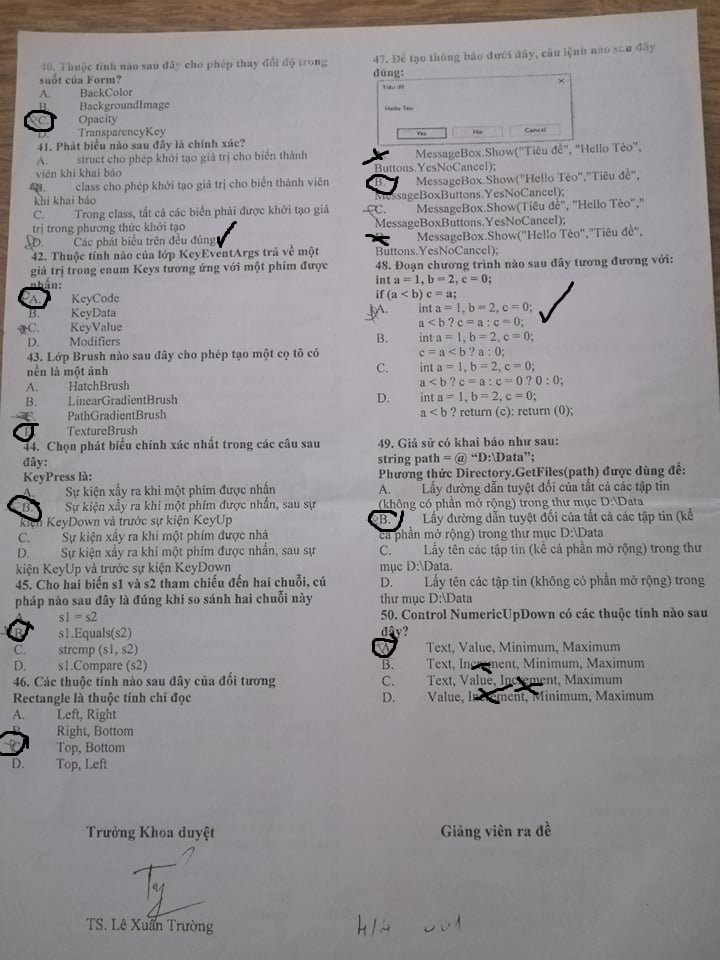 40. Thuộc tính nào sau đây cho phép thay đổi độ trong
suốt của Form?
A. BackColor
B. BackgroundImage
C. Opacity
D. TransparencyKey
41. Phát biểu nào sau đây là chính xác?
A. struct cho phép khởi tạo giá trị cho biến thành
viên khi khai báo
B. class cho phép khởi tạo giá trị cho biến thành viên
khi khai báo
C. Trong class, tất cả các biến phải được khởi tạo giá
trị trong phương thức khởi tạo
D. Các phát biểu trên đều đúng
42. Thuộc tính nào của lớp KeyEventArgs trả về một
giá trị trong enum Keys tương ứng với một phím được
nhấn:
A. KeyCode
B. KeyData
C. KeyValue
D. Modifiers
43. Lớp Brush nào sau đây cho phép tạo một cọ tô có
nền là một ảnh
A. HatchBrush
B. LinearGradientBrush
C. PathGradientBrush
D. TextureBrush
44. Chọn phát biểu chính xác nhất trong các câu sau
đây:
KeyPress là:
A. Sự kiện xẩy ra khi một phím được nhấn
B. Sự kiện xẩy ra khi một phím được nhấn, sau sự
kiện KeyDown và trước sự kiện KeyUp
C. Sự kiện xẩy ra khi một phím được nhả
D. Sự kiện xẩy ra khi một phím được nhấn, sau sự
kiện KeyUp và trước sự kiện KeyDown
45. Cho hai biến s1 và s2 tham chiếu đến hai chuỗi, cú
pháp nào sau đây là đúng khi so sánh hai chuỗi này
A. s1 = s2
B. s1.Equals(s2)
C. strcmp (s1, s2)
D. s1.Compare (s2)
46. Các thuộc tính nào sau đây của đối tượng
Rectangle là thuộc tính chỉ đọc
A. Left, Right
B. Right, Bottom
C. Top, Bottom
D. Top, Left
Trưởng Khoa duyệt
TS. Lê Xuân Trường
47. Để tạo thông báo dưới đây, câu lệnh nào sau đây
đúng:
Tiêu đề
Hello Tèo
Yes No Cancel
MessageBox.Show("Tiêu đề", "Hello Tèo",
Buttons.YesNoCancel);
B. MessageBox.Show("Hello Tèo","Tiêu đề",
MessageBoxButtons.YesNoCancel);
C. MessageBox.Show(Tiêu đề", "Hello Tèo","
MessageBoxButtons.YesNoCancel);
D. MessageBox.Show("Hello Tèo","Tiêu đề",
Buttons.YesNoCancel);
48. Đoạn chương trình nào sau đây tương đương với:
int a = 1, b = 2, c = 0;
if (a < b) c = a;
A. int a = 1, b = 2, c = 0;
a < b ? c = a : c = 0;
B. int a = 1, b = 2, c = 0;
c = a < b ? a : 0;
C. int a = 1, b = 2, c = 0;
a < b ? c = a : c = 0 ? 0 : 0;
D. int a = 1, b = 2, c = 0;
a < b ? return (c): return (0);
49. Giả sử có khai báo như sau:
string path = @ “D:\Data”;
Phương thức Directory.GetFiles(path) được dùng để:
A. Lấy đường dẫn tuyệt đối của tất cả các tập tin
(không có phần mở rộng) trong thư mục D:\Data
B. Lấy đường dẫn tuyệt đối của tất cả các tập tin (kể
cả phần mở rộng) trong thư mục D:\Data
C. Lấy tên các tập tin (kể cả phần mở rộng) trong thư
mục D:\Data.
D. Lấy tên các tập tin (không có phần mở rộng) trong
thư mục D:\Data
50. Control NumericUpDown có các thuộc tính nào sau
đây?
A. Text, Value, Minimum, Maximum
B. Text, Increment, Minimum, Maximum
C. Text, Value, Increment, Maximum
D. Value, Increment, Minimum, Maximum
Giảng viên ra đề